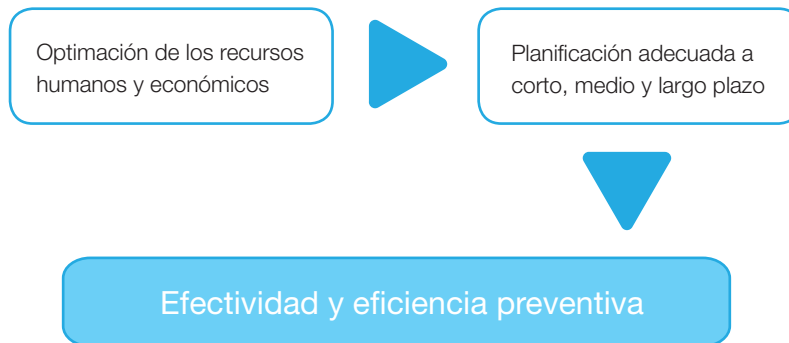 Optimación de los recursos
humanos y económicos
Planificación adecuada a
corto, medio y largo plazo
Efectividad y eficiencia preventiva